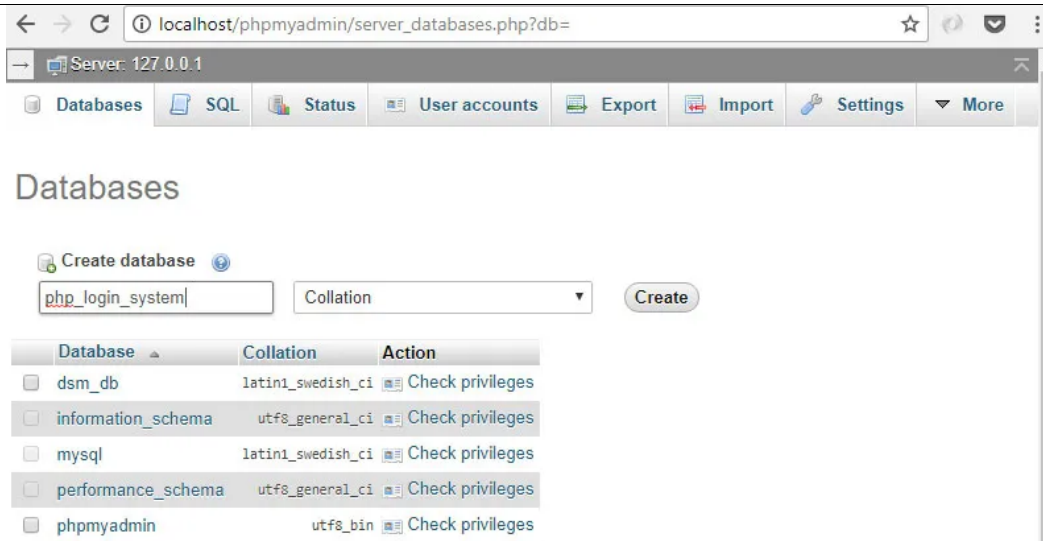 localhost/phpmyadmin/server_databases.php?db=
Server: 127.0.0.1
Databases SQL Status User accounts Export Import Settings More
Databases
Create database
php_login_system Collation Create
Database Collation Action
dsm_db latin1_swedish_ci Check privileges
information_schema utf8_general_ci Check privileges
mysql latin1_swedish_ci Check privileges
performance_schema utf8_general_ci Check privileges
phpmyadmin utf8_bin Check privileges